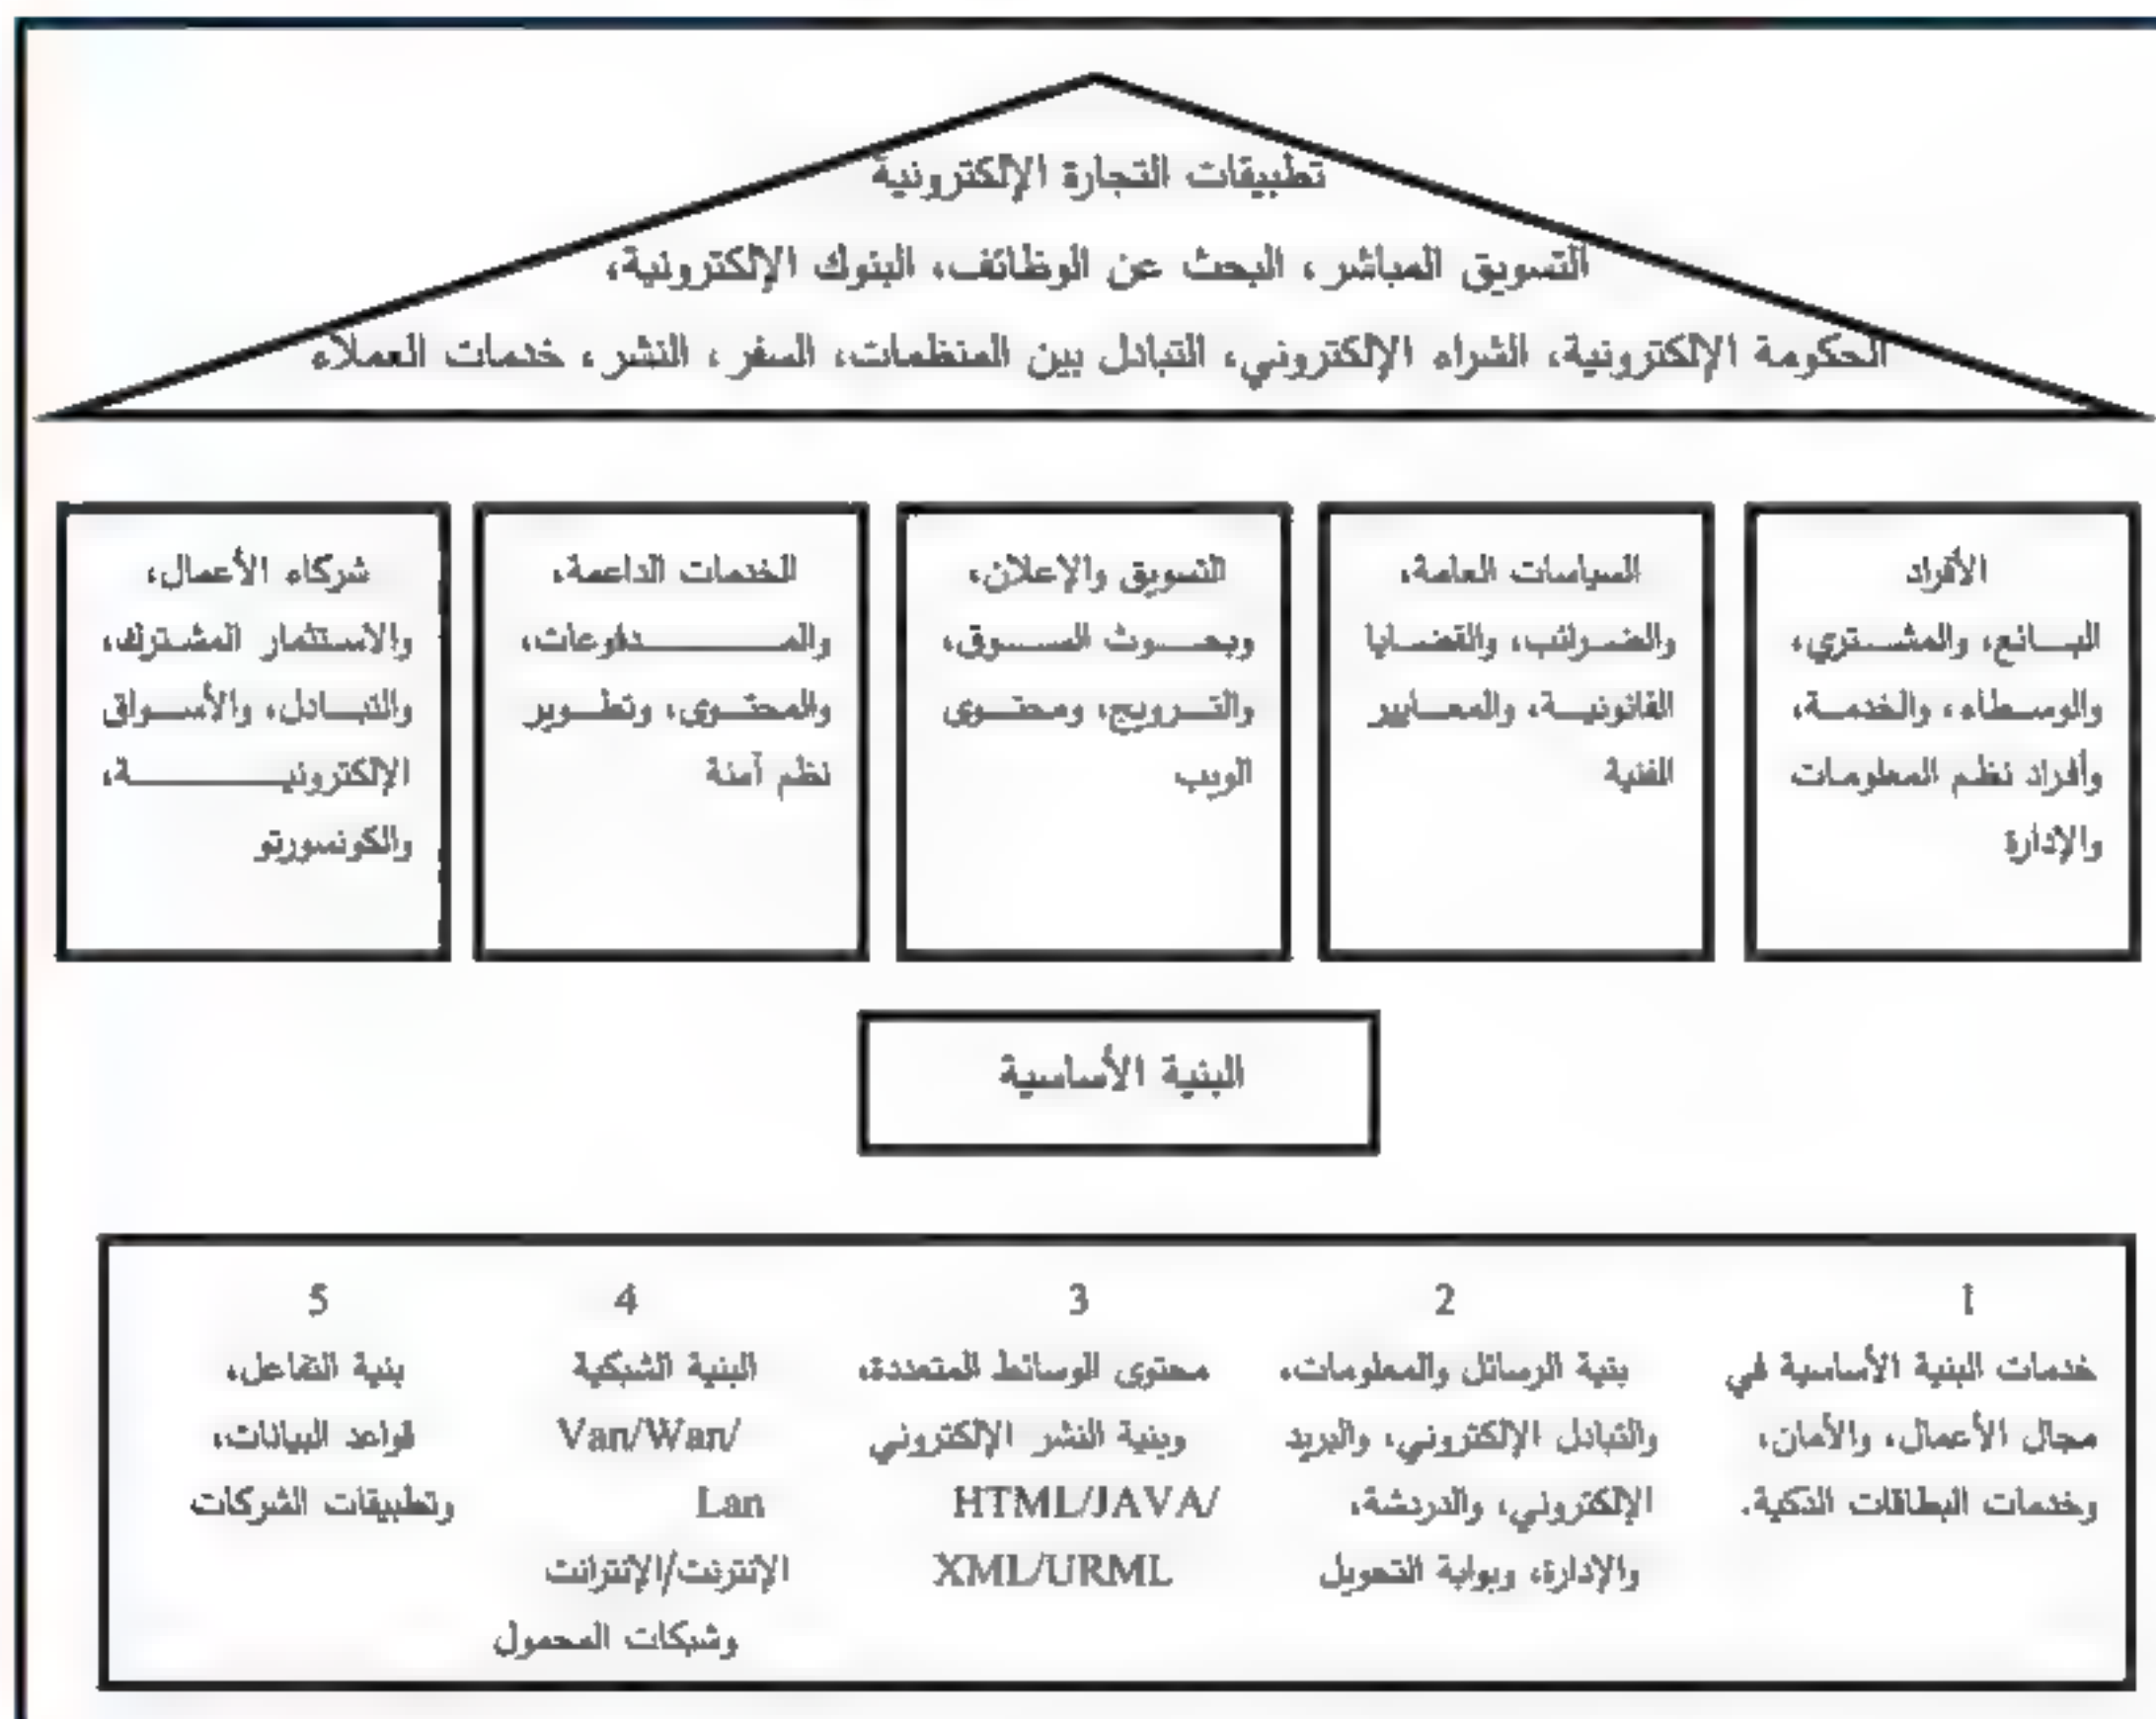 تطبيقات التجارة الإلكترونية
التسويق المباشر، البحث عن الوظائف، البنوك الإلكترونية،
الحكومة الإلكترونية، الشراء الإلكتروني، التبادل بين المنظمات، السفر، النشر، خدمات العملاء
الأفراد
البائع، والمشتري،
والوسطاء، والخدمة،
وأفراد نظم المعلومات
والإدارة
السياسات العامة،
والضرائب، والقضايا
القانونية، والمعايير
الفنية
التسويق والإعلان،
وبحوث السوق،
والترويج، ومحتوى
الويب
الخدمات الداعمة،
والمدفوعات،
والمحتوى، وتطوير
نظم آمنة
شركاء الأعمال،
والاستثمار المشترك،
والتبادل، والأسواق
الإلكترونية،
والكونسورتو
البنية الأساسية
1
خدمات البنية الأساسية في
مجال الأعمال، والأمان،
وخدمات البطاقات الذكية.
2
بنية الرسائل والمعلومات،
والتبادل الإلكتروني، والبريد
الإلكتروني، والدردشة،
والإدارة، وبوابة التحويل
3
محتوى الوسائط المتعددة،
وبنية النشر الإلكتروني
HTML/JAVA/
XML/URML
4
البنية الشبكية
Van/Wan/
Lan
الإنترنت/الإنترانت
وشبكات المحمول
5
بنية التفاعل،
قواعد البيانات،
وتطبيقات الشركات